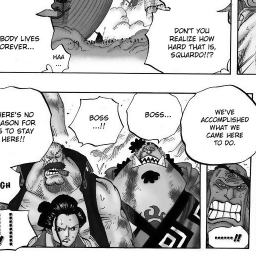 DON'T YOU
REALIZE HOW
HARD THAT IS,
SQUARDO!!?
BODY LIVES
FOREVER...
HAA
...
WE'VE
ACCOMPLISHED
WHAT WE
CAME HERE
TO DO.
BOSS...
BOSS
...!!
HERE'S NO
EASON FOR
S TO STAY
HERE!!
GH
......!!